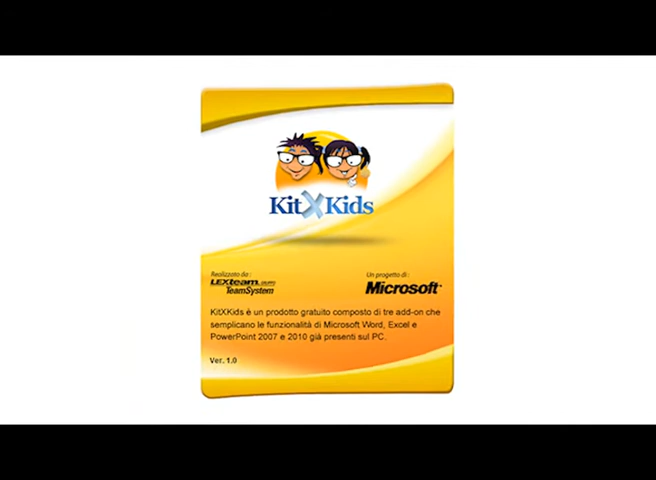 KitXKids
Realizzato da :
Un progetto di :
LEXteam GRUPPO
TeamSystem
Microsoft
KitXKids è un prodotto gratuito composto di tre add-on che
semplicano le funzionalità di Microsoft Word, Excel e
PowerPoint 2007 e 2010 già presenti sul PC.
Ver. 1.0